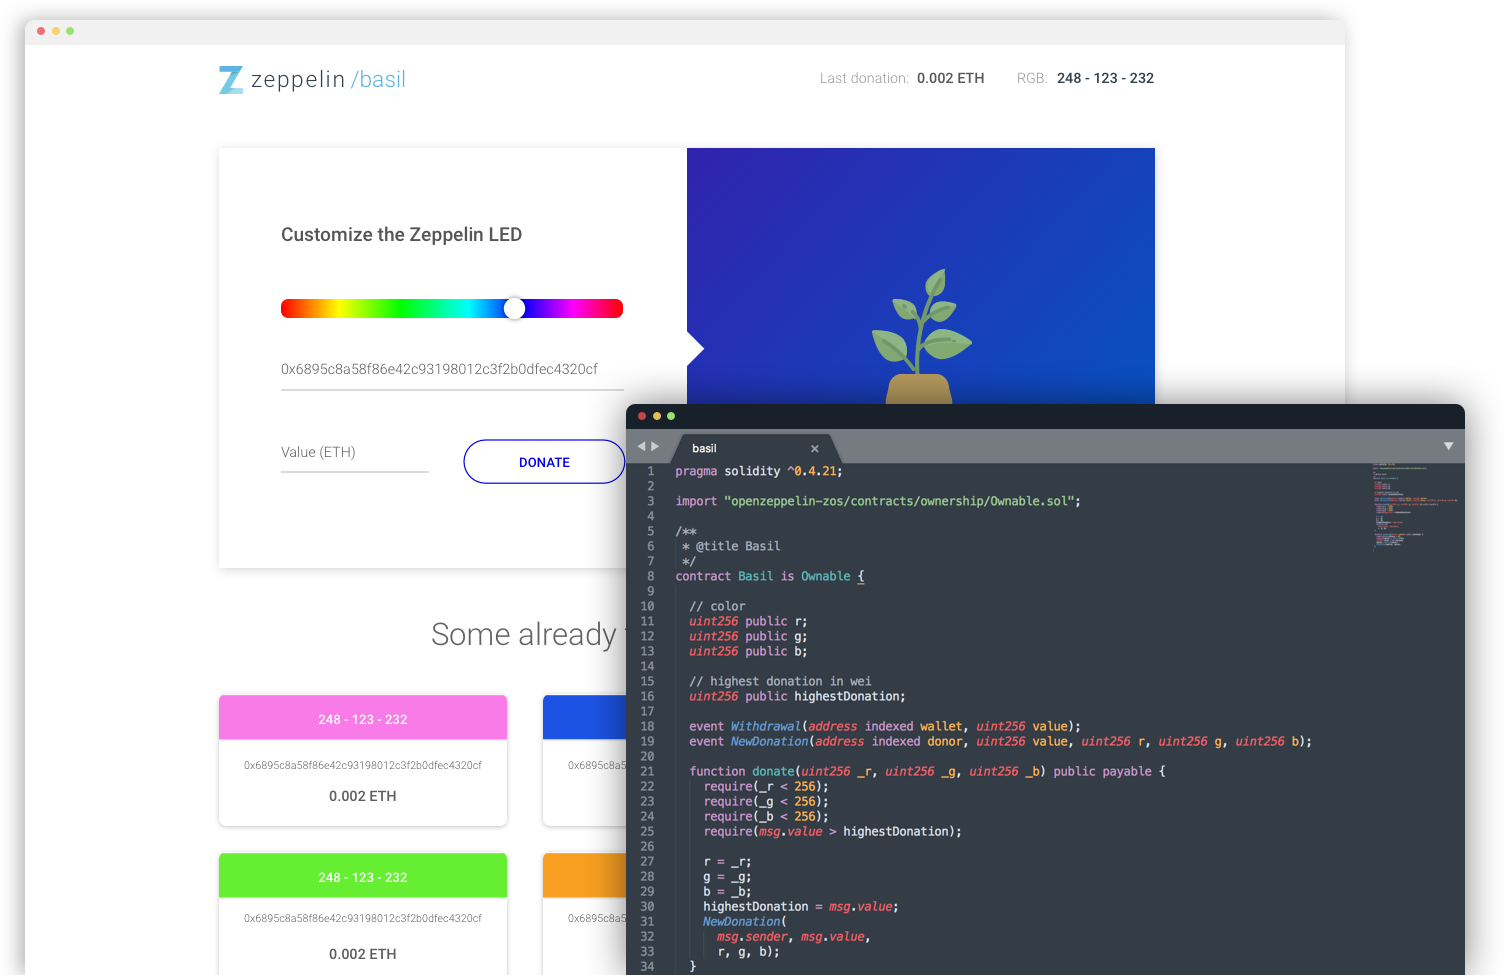 zeppelin /basil
Last donation: 0.002 ETH RGB: 248 - 123 - 232
Customize the Zeppelin LED
0x6895c8a58f86e42c93198012c3f2b0dfec4320cf
Value (ETH)
DONATE
Some already
248 - 123 - 232
0x6895c8a58f86e42c93198012c3f2b0dfec4320cf
0.002 ETH
0x6895c8a5
248 - 123 - 232
0x6895c8a58f86e42c93198012c3f2b0dfec4320cf
0.002 ETH
0x6895c8a5
basil
1 pragma solidity ^0.4.21;
2
3 import "openzeppelin-zos/contracts/ownership/Ownable.sol";
4
5 /**
6 * @title Basil
7 */
8 contract Basil is Ownable {
9
10 // color
11 uint256 public r;
12 uint256 public g;
13 uint256 public b;
14
15 // highest donation in wei
16 uint256 public highestDonation;
17
18 event Withdrawal(address indexed wallet, uint256 value);
19 event NewDonation(address indexed donor, uint256 value, uint256 r, uint256 g, uint256 b);
20
21 function donate(uint256 _r, uint256 _g, uint256 _b) public payable {
22 require(_r < 256);
23 require(_g < 256);
24 require(_b < 256);
25 require(msg.value > highestDonation);
26
27 r = _r;
28 g = _g;
29 b = _b;
30 highestDonation = msg.value;
31 NewDonation(
32 msg.sender, msg.value,
33 r, g, b);
34 }